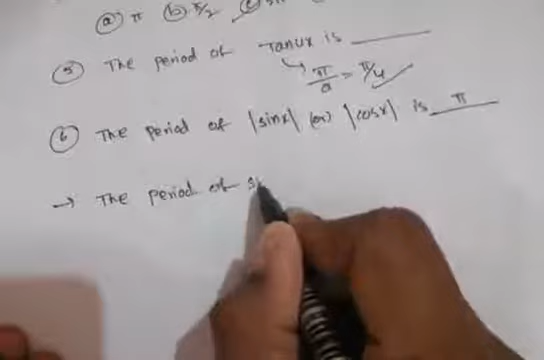 ⓐ π ⓑ π/2 ⓒ
⑤ The period of Tan4x is ______
π/a = π/4 ✓
⑥ The period of |sinx| (or) |cosx| is π
→ The period of s